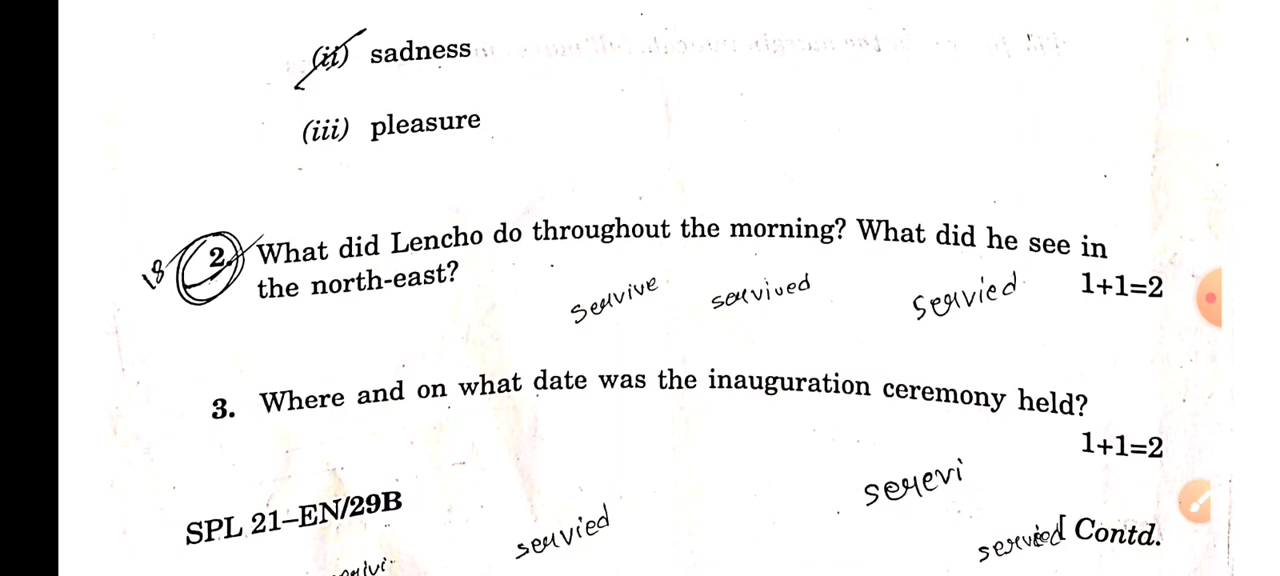 (ii) sadness
(iii) pleasure
18 2. What did Lencho do throughout the morning? What did he see in
the north-east?
1+1=2
servive servived servied
3. Where and on what date was the inauguration ceremony held?
1+1=2
serevi
SPL 21–EN/29B
servied
servied [ Contd.